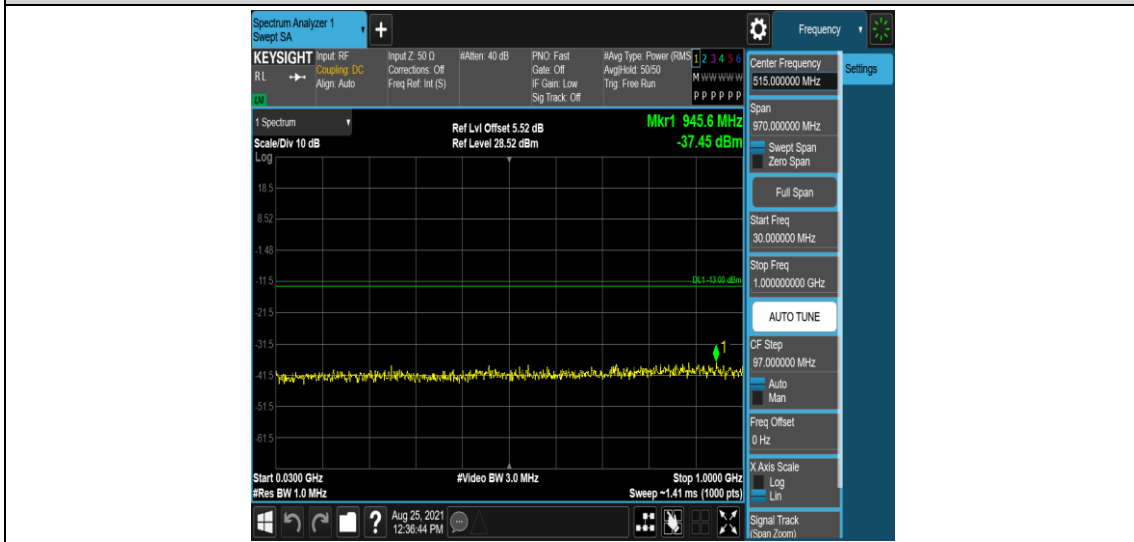 Spectrum Analyzer 1
Swept SA
+
Frequency
KEYSIGHT
RL
LXI
Input: RF
Coupling: DC
Align: Auto
Input Z: 50 Ω
Corrections: Off
Freq Ref: Int (S)
#Atten: 40 dB
PNO: Fast
Gate: Off
IF Gain: Low
Sig Track: Off
#Avg Type: Power (RMS
Avg|Hold: 50/50
Trig: Free Run
1 2 3 4 5 6
M W W W W W
P P P P P P
1 Spectrum
Scale/Div 10 dB
Ref Lvl Offset 5.52 dB
Ref Level 28.52 dBm
Mkr1 945.6 MHz
-37.45 dBm
Log
18.5
8.52
-1.48
-11.5
DL1 -13.00 dBm
-21.5
-31.5
1
-41.5
-51.5
-61.5
Start 0.0300 GHz
#Video BW 3.0 MHz
Stop 1.0000 GHz
#Res BW 1.0 MHz
Sweep ~1.41 ms (1000 pts)
?
Aug 25, 2021
12:36:44 PM
Center Frequency
515.000000 MHz
Settings
Span
970.000000 MHz
Swept Span
Zero Span
Full Span
Start Freq
30.000000 MHz
Stop Freq
1.000000000 GHz
AUTO TUNE
CF Step
97.000000 MHz
Auto
Man
Freq Offset
0 Hz
X Axis Scale
Log
Lin
Signal Track
(Span Zoom)